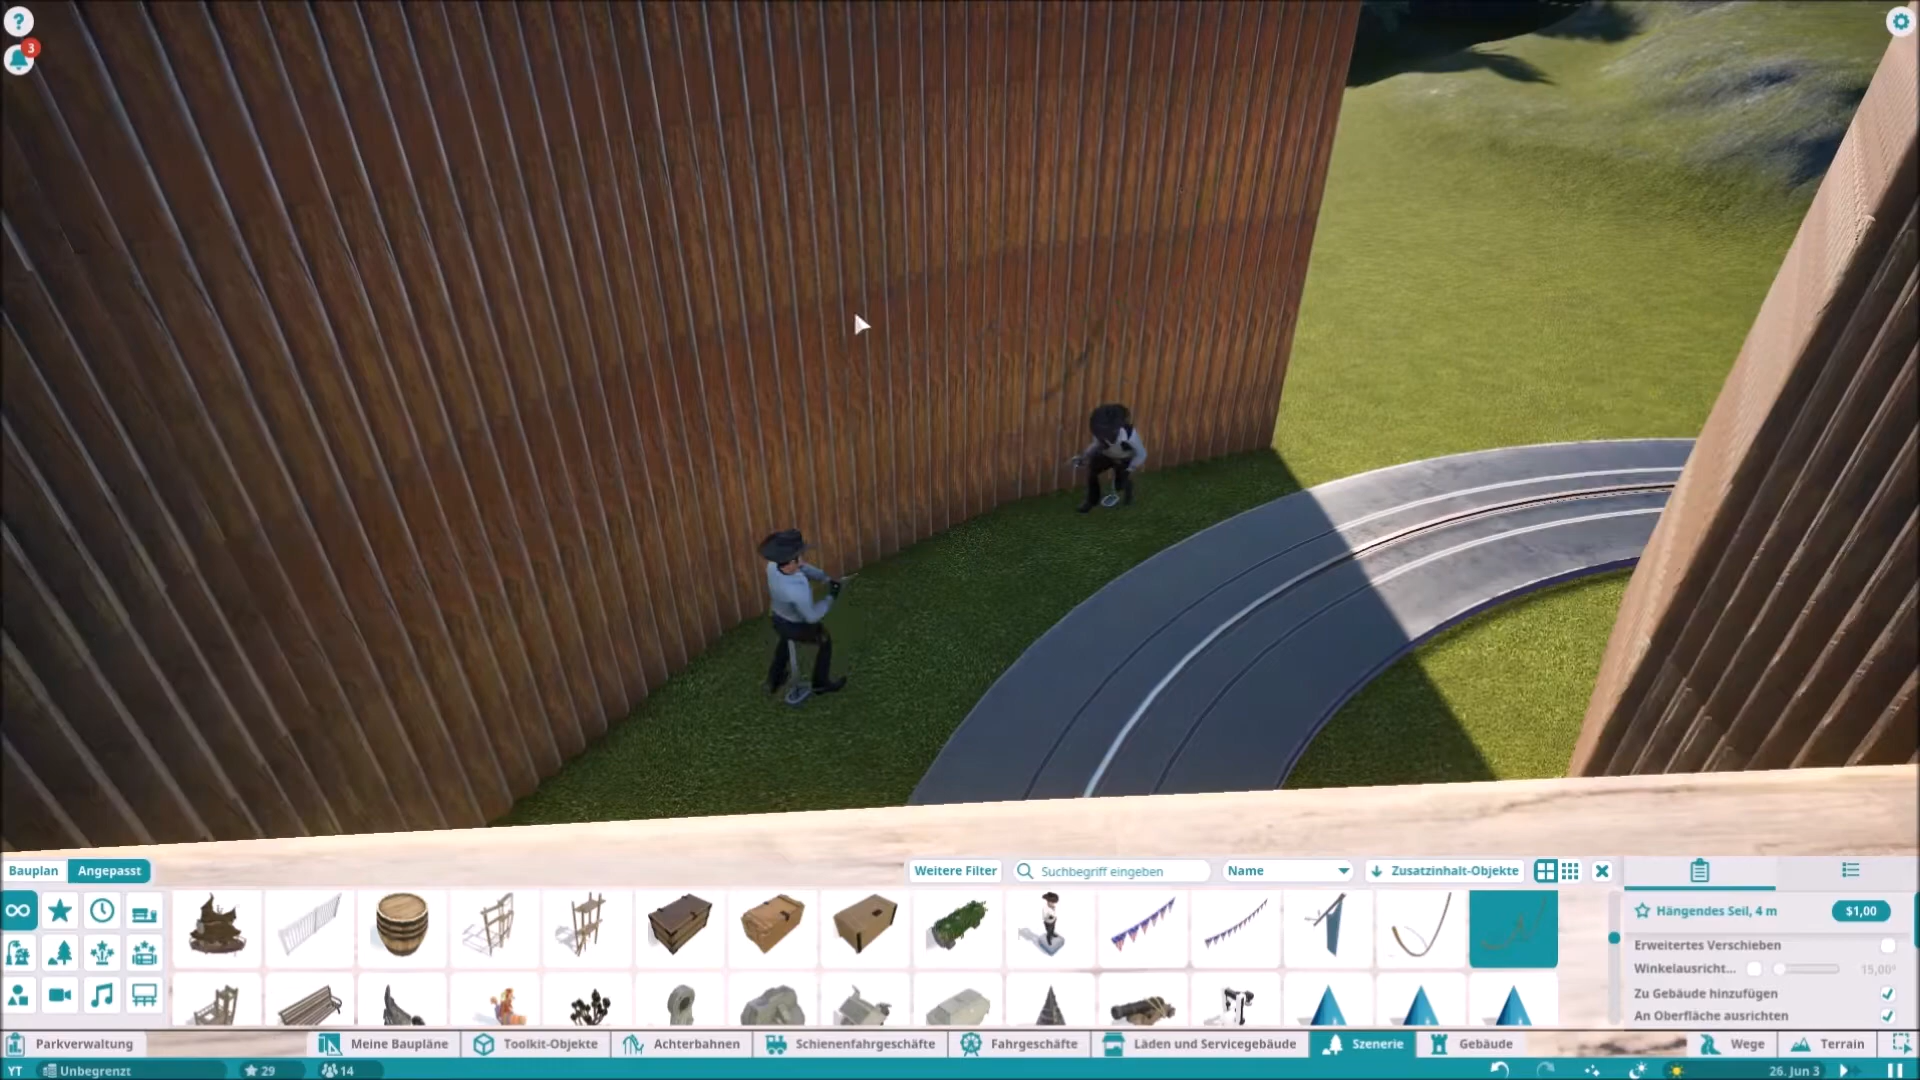 ?
3
Bauplan
Angepasst
Weitere Filter
Suchbegriff eingeben
Name
Zusatzinhalt-Objekte
Hängendes Seil, 4 m
$1,00
Erweitertes Verschieben
Winkelausricht...
15,00°
Zu Gebäude hinzufügen
An Oberfläche ausrichten
Parkverwaltung
Meine Baupläne
Toolkit-Objekte
Achterbahnen
Schienenfahrgeschäfte
Fahrgeschäfte
Läden und Servicegebäude
Szenerie
Gebäude
Wege
Terrain
YT
Unbegrenzt
29
14
26. Jun 3